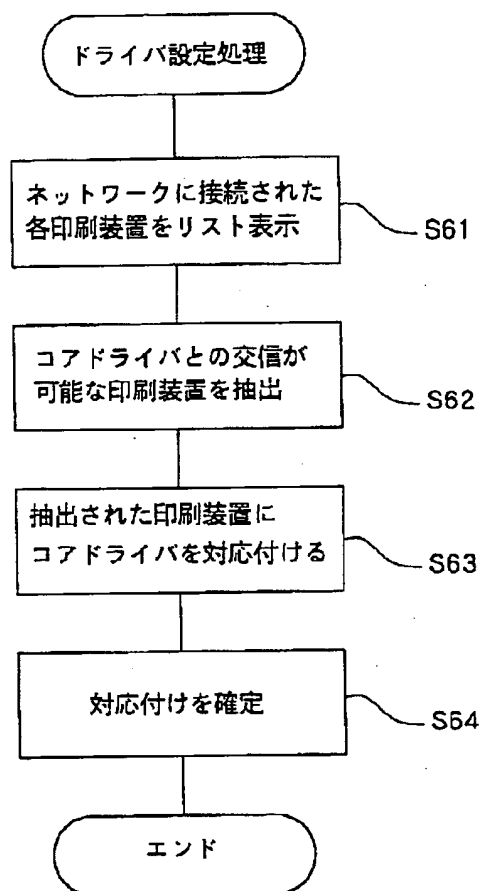 ドライバ設定処理
ネットワークに接続された
各印刷装置をリスト表示
S61
コアドライバとの交信が
可能な印刷装置を抽出
S62
抽出された印刷装置に
コアドライバを対応付ける
S63
対応付けを確定
S64
エンド